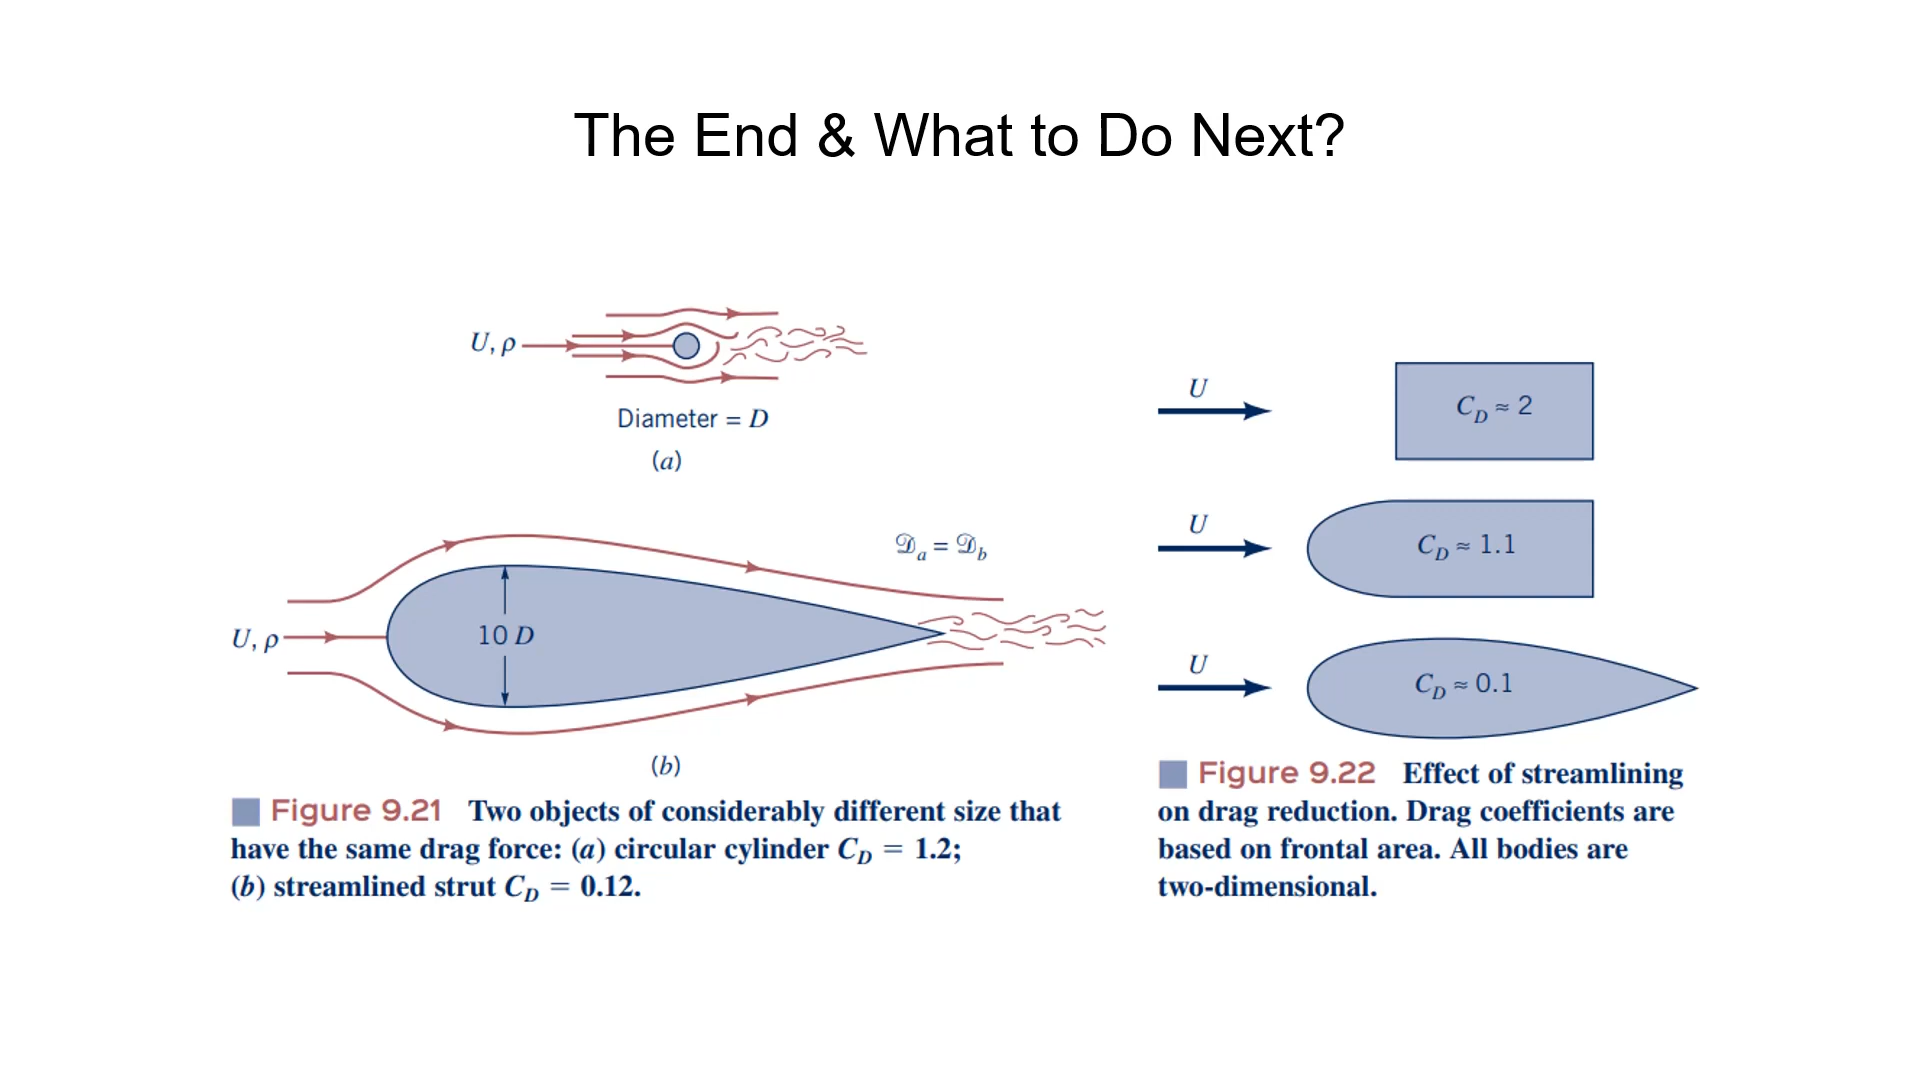 The End & What to Do Next?
U, ρ
Diameter = D
(a)
𝒟a = 𝒟b
10 D
U, ρ
(b)
Figure 9.21 Two objects of considerably different size that
have the same drag force: (a) circular cylinder CD = 1.2;
(b) streamlined strut CD = 0.12.
U
CD ≈ 2
U
CD ≈ 1.1
U
CD ≈ 0.1
Figure 9.22 Effect of streamlining
on drag reduction. Drag coefficients are
based on frontal area. All bodies are
two-dimensional.